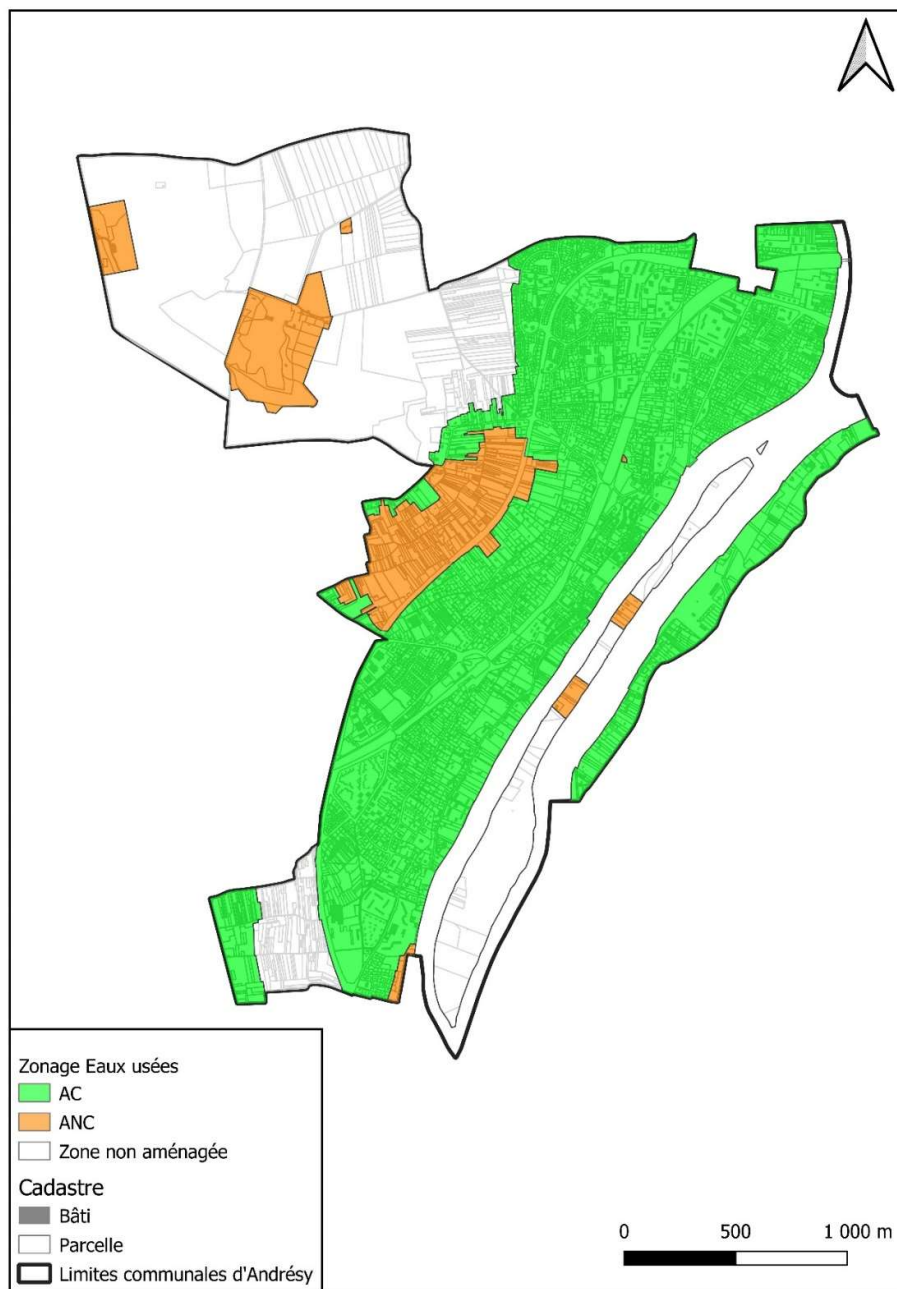 Zonage Eaux usées
AC
ANC
Zone non aménagée
Cadastre
Bâti
Parcelle
Limites communales d'Andrésy
0 500 1 000 m